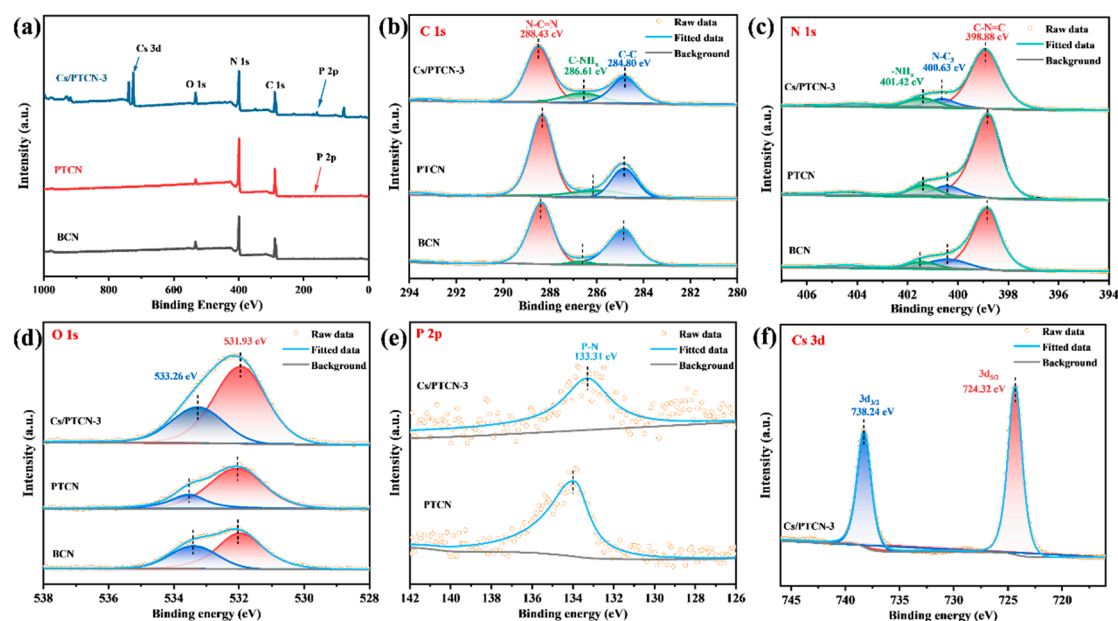 (a)
Cs 3d
O 1s
N 1s
C 1s
P 2p
Cs/PTCN-3
PTCN
P 2p
BCN
Intensity (a.u.)
1000 800 600 400 200 0
Binding Energy (eV)
(b)
C 1s
N-C=N
288.43 eV
C-NHx
286.61 eV
C-C
284.80 eV
Raw data
Fitted data
Background
Cs/PTCN-3
PTCN
BCN
Intensity (a.u.)
294 292 290 288 286 284 282 280
Binding energy (eV)
(c)
N 1s
C-N=C
398.88 eV
N-C3
400.63 eV
-NHx
401.42 eV
Raw data
Fitted data
Background
Cs/PTCN-3
PTCN
BCN
Intensity (a.u.)
406 404 402 400 398 396 394
Binding energy (eV)
(d)
O 1s
531.93 eV
533.26 eV
Raw data
Fitted data
Background
Cs/PTCN-3
PTCN
BCN
Intensity (a.u.)
538 536 534 532 530 528
Binding energy (eV)
(e)
P 2p
P-N
133.31 eV
Raw data
Fitted data
Background
Cs/PTCN-3
PTCN
Intensity (a.u.)
142 140 138 136 134 132 130 128 126
Binding energy (eV)
(f)
Cs 3d
3d5/2
724.32 eV
3d3/2
738.24 eV
Raw data
Fitted data
Background
Cs/PTCN-3
Intensity (a.u.)
745 738 731 724 717
Binding energy (eV)